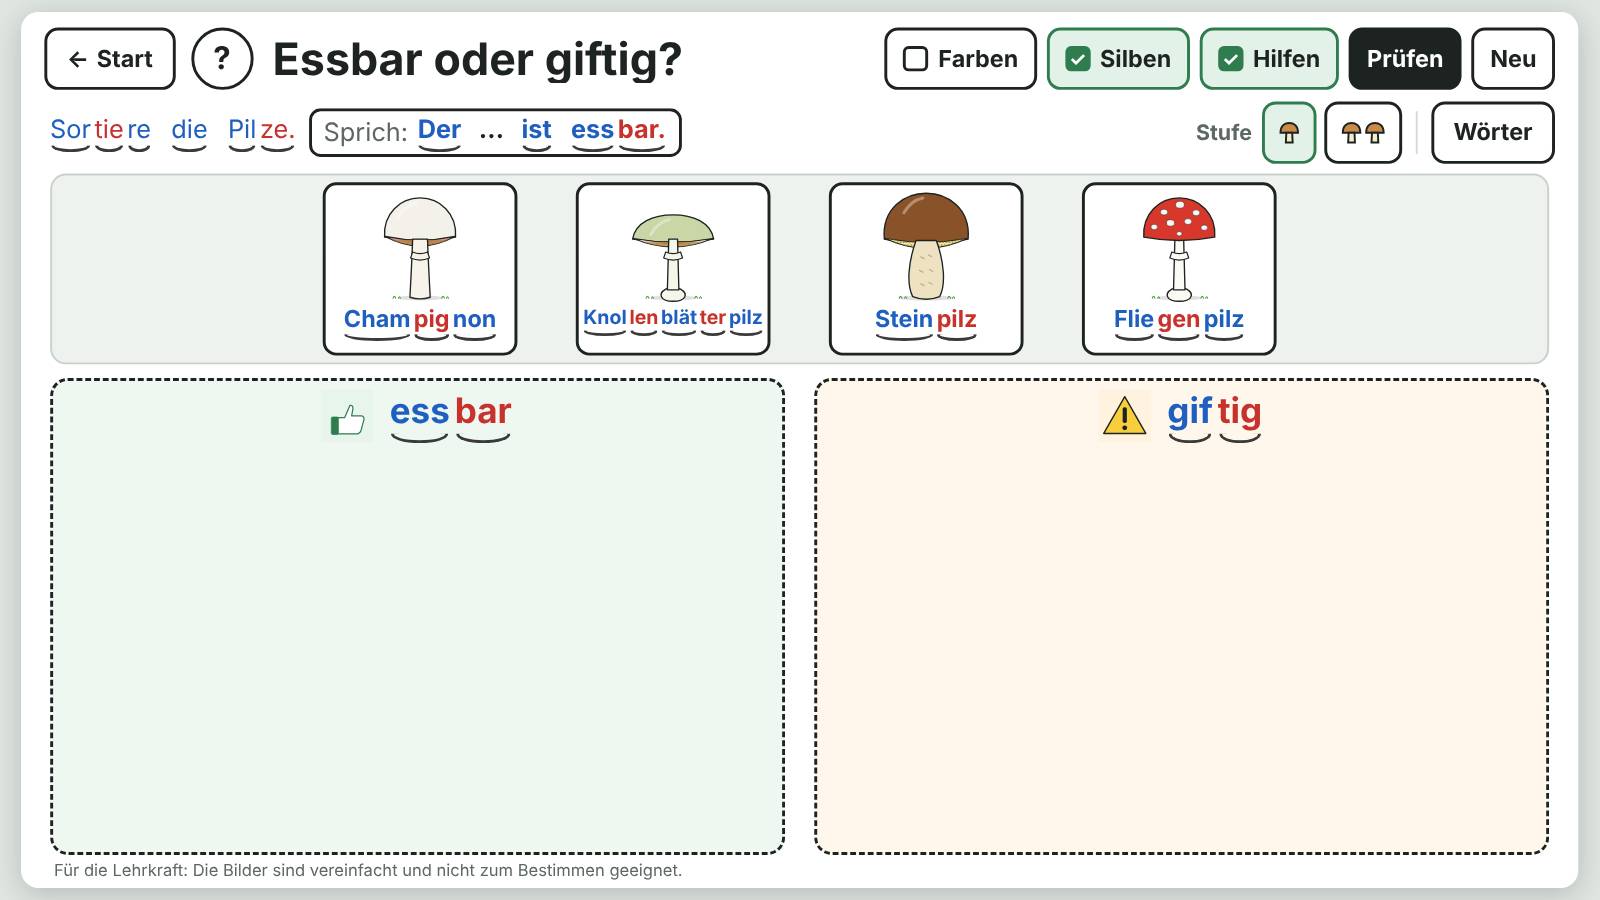 ← Start
?
Essbar oder giftig?
Farben
Silben
Hilfen
Prüfen
Neu
Sortiere die Pilze.
Sprich: Der ... ist essbar.
Stufe
Wörter
Champignon
Knollenblätterpilz
Steinpilz
Fliegenpilz
essbar
giftig
Für die Lehrkraft: Die Bilder sind vereinfacht und nicht zum Bestimmen geeignet.